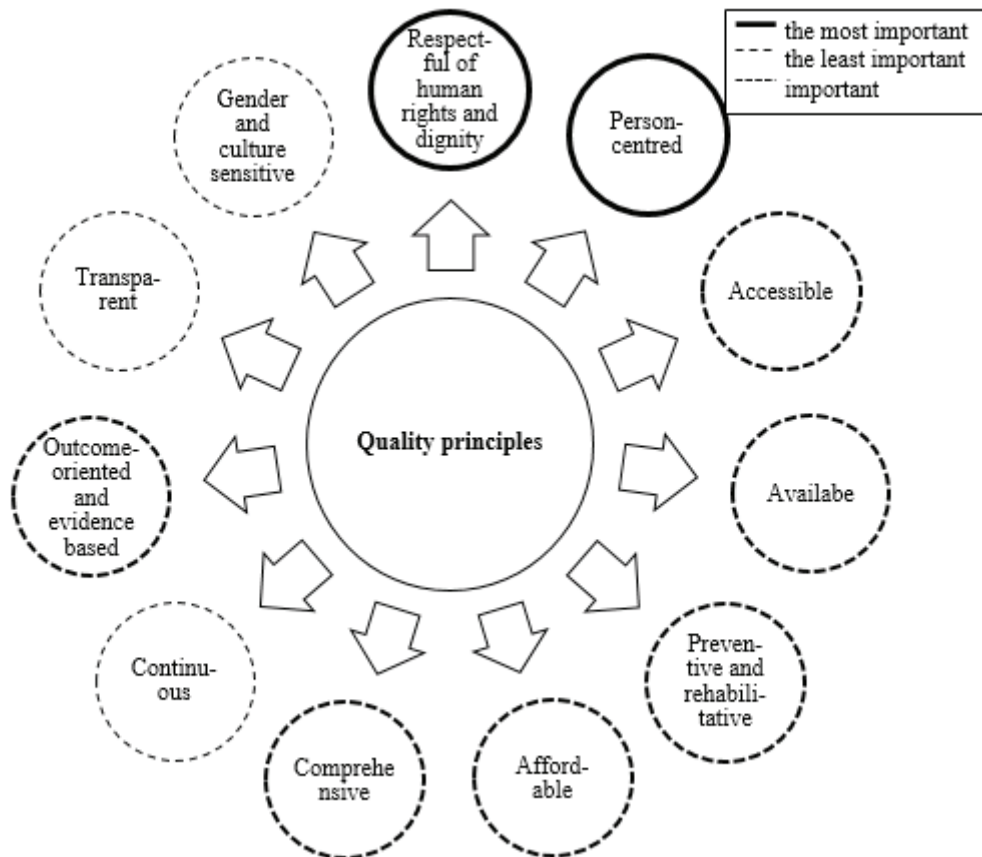 the most important
the least important
important
Respect-
ful of
human
rights and
dignity
Person-
centred
Accessible
Availabe
Preven-
tive and
rehabili-
tative
Afford-
able
Comprehe
nsive
Continu-
ous
Outcome-
oriented
and
evidence
based
Transpa-
rent
Gender
and
culture
sensitive
Quality principles